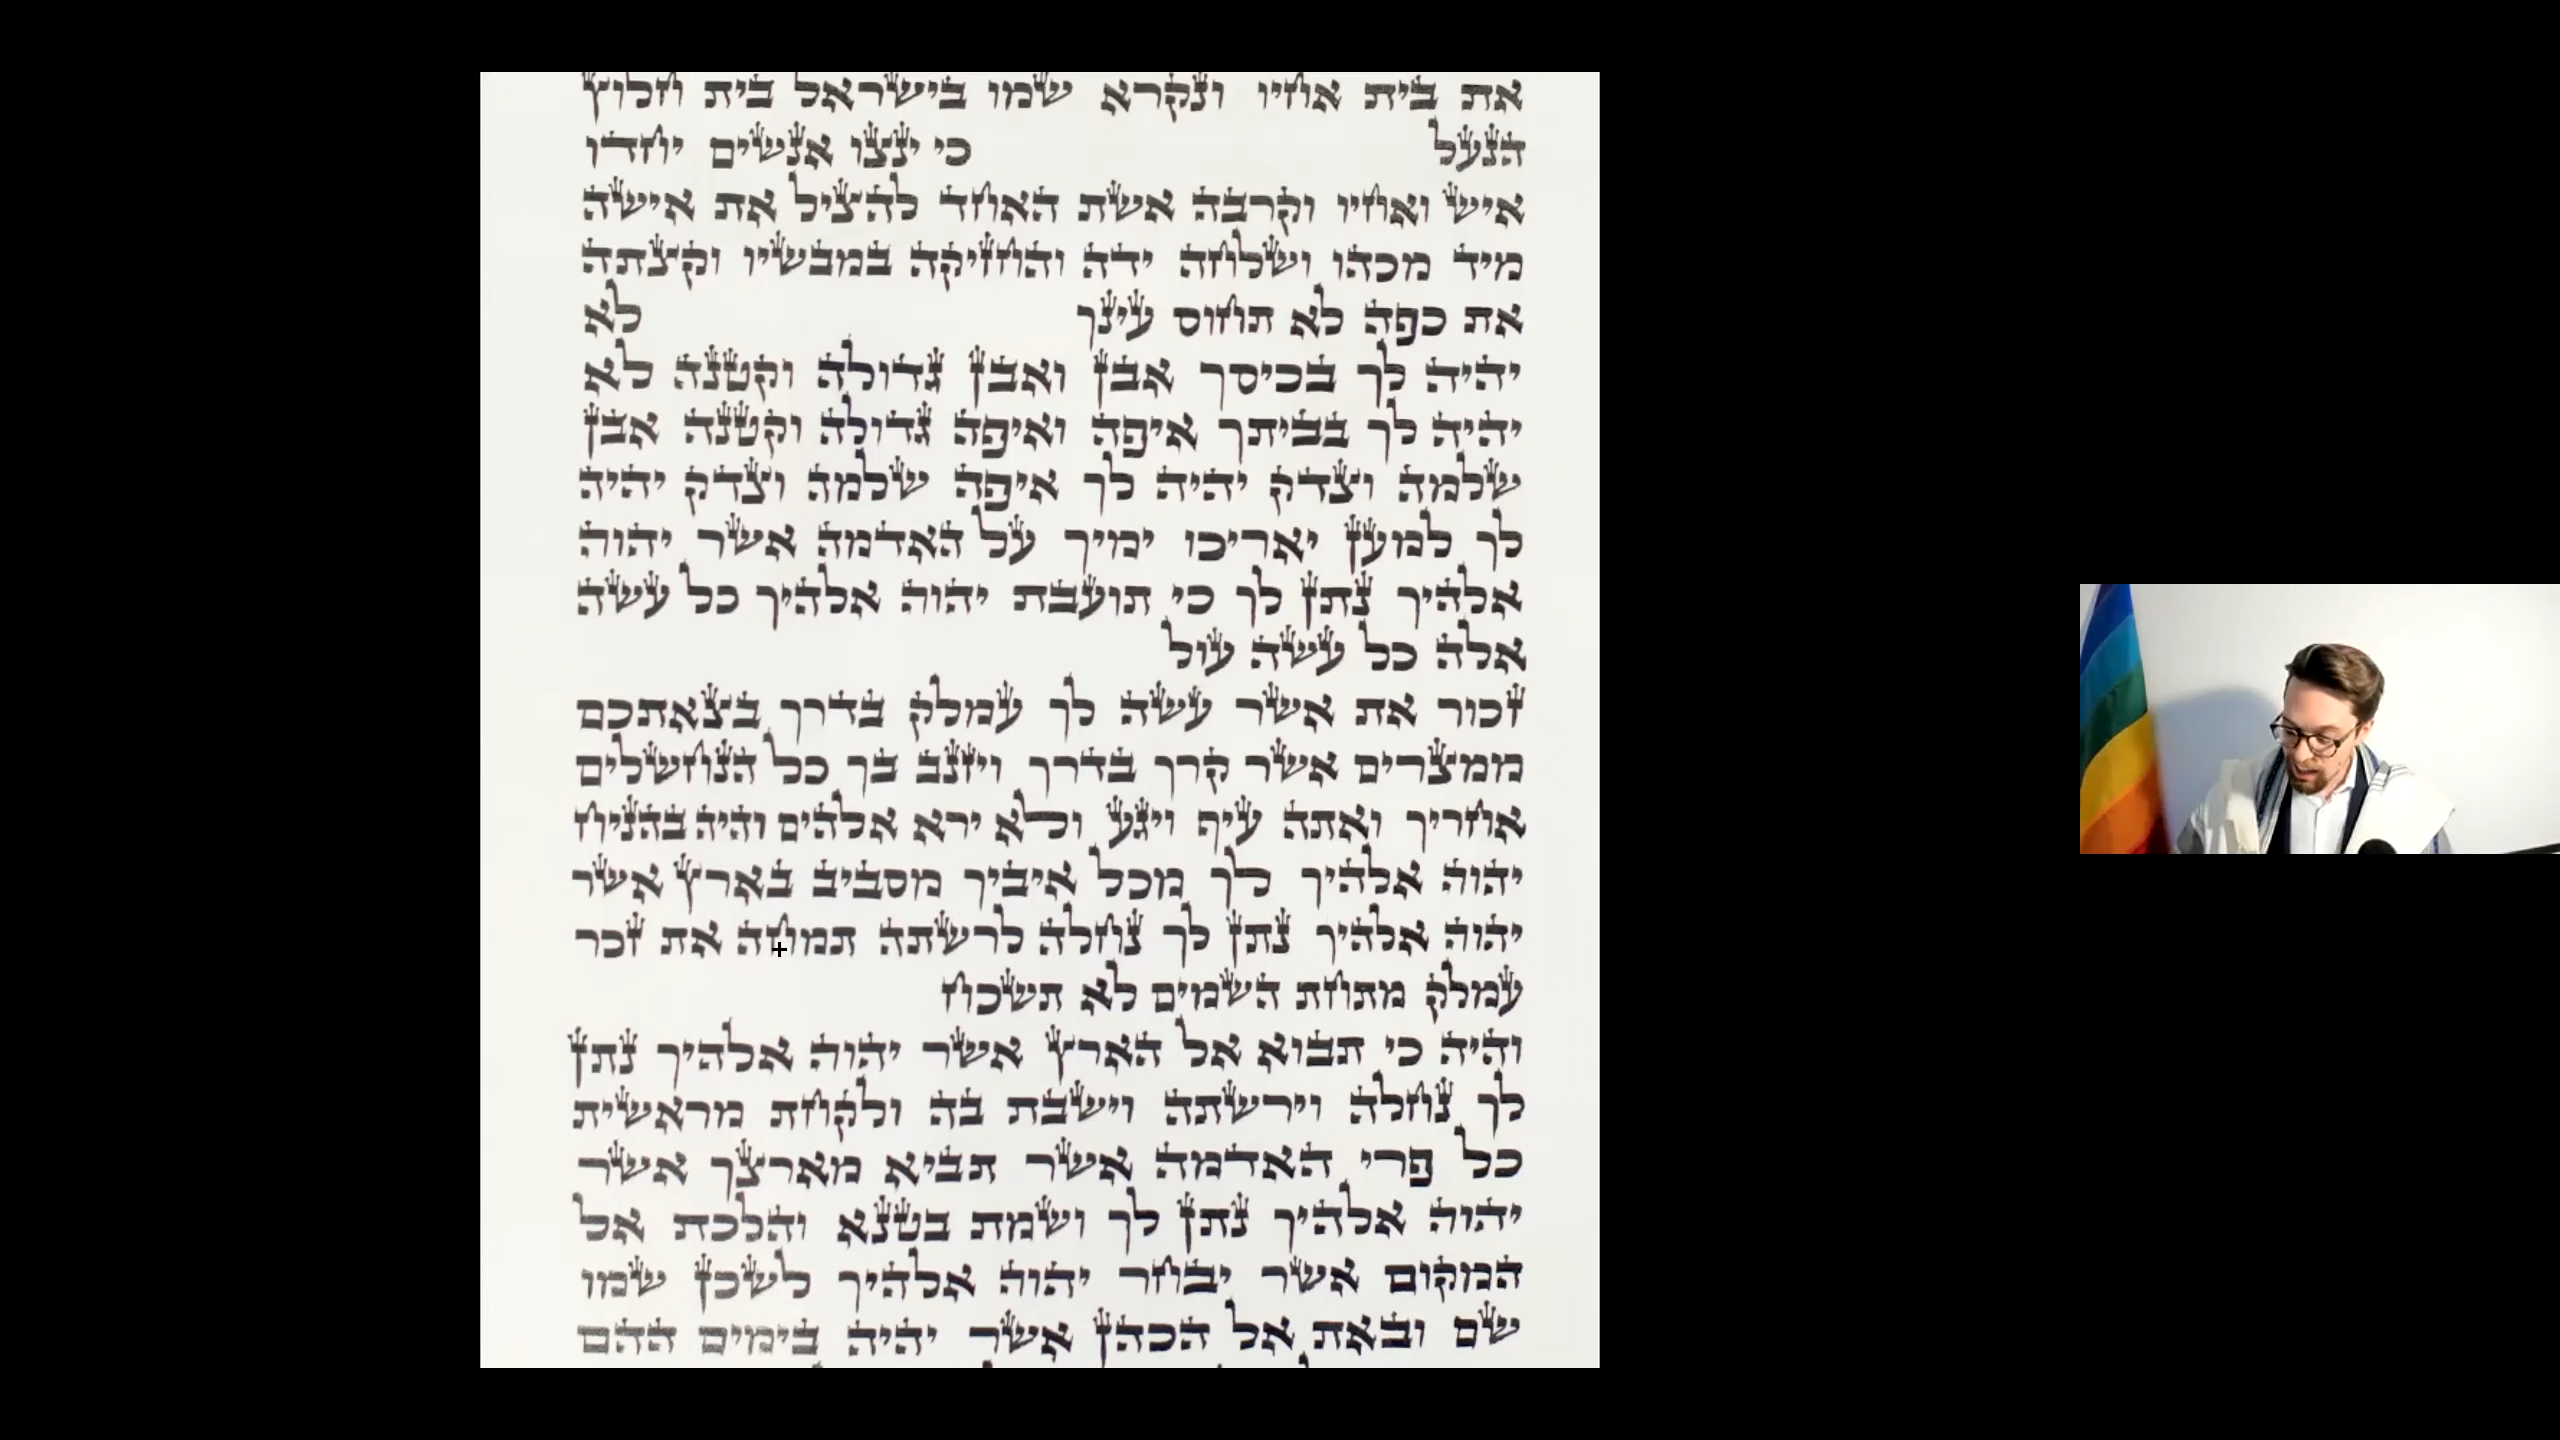 את בית אחיו ונקרא שמו בישראל בית חלוץ
הנעל כי ינצו אנשים יחדו
איש ואחיו וקרבה אשת האחד להציל את אישה
מיד מכהו ושלחה ידה והחזיקה במבשיו וקצתה
את כפה לא תחוס עינך לא
יהיה לך בכיסך אבן ואבן גדולה וקטנה לא
יהיה לך בביתך איפה ואיפה גדולה וקטנה אבן
שלמה וצדק יהיה לך איפה שלמה וצדק יהיה
לך למען יאריכו ימיך על האדמה אשר יהוה
אלהיך נתן לך כי תועבת יהוה אלהיך כל עשה
אלה כל עשה עול
זכור את אשר עשה לך עמלק בדרך בצאתכם
ממצרים אשר קרך בדרך ויזנב בך כל הנחשלים
אחריך ואתה עיף ויגע ולא ירא אלהים והיה בהניח
יהוה אלהיך לך מכל איביך מסביב בארץ אשר
יהוה אלהיך נתן לך נחלה לרשתה תמחה את זכר
עמלק מתחת השמים לא תשכח
והיה כי תבוא אל הארץ אשר יהוה אלהיך נתן
לך נחלה וירשתה וישבת בה ולקחת מראשית
כל פרי האדמה אשר תביא מארצך אשר
יהוה אלהיך נתן לך ושמת בטנא והלכת אל
המקום אשר יבחר יהוה אלהיך לשכן שמו
שם ובאת אל הכהן אשר יהיה בימים ההם